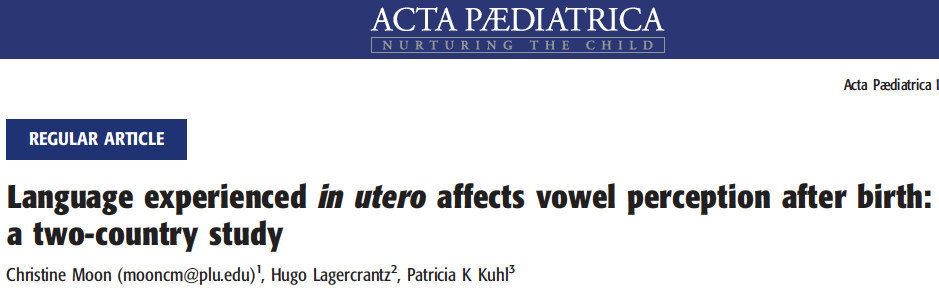 ACTA PÆDIATRICA
NURTURING THE CHILD
Acta Pædiatrica
REGULAR ARTICLE
Language experienced in utero affects vowel perception after birth:
a two-country study
Christine Moon (mooncm@plu.edu)1, Hugo Lagercrantz2, Patricia K Kuhl3